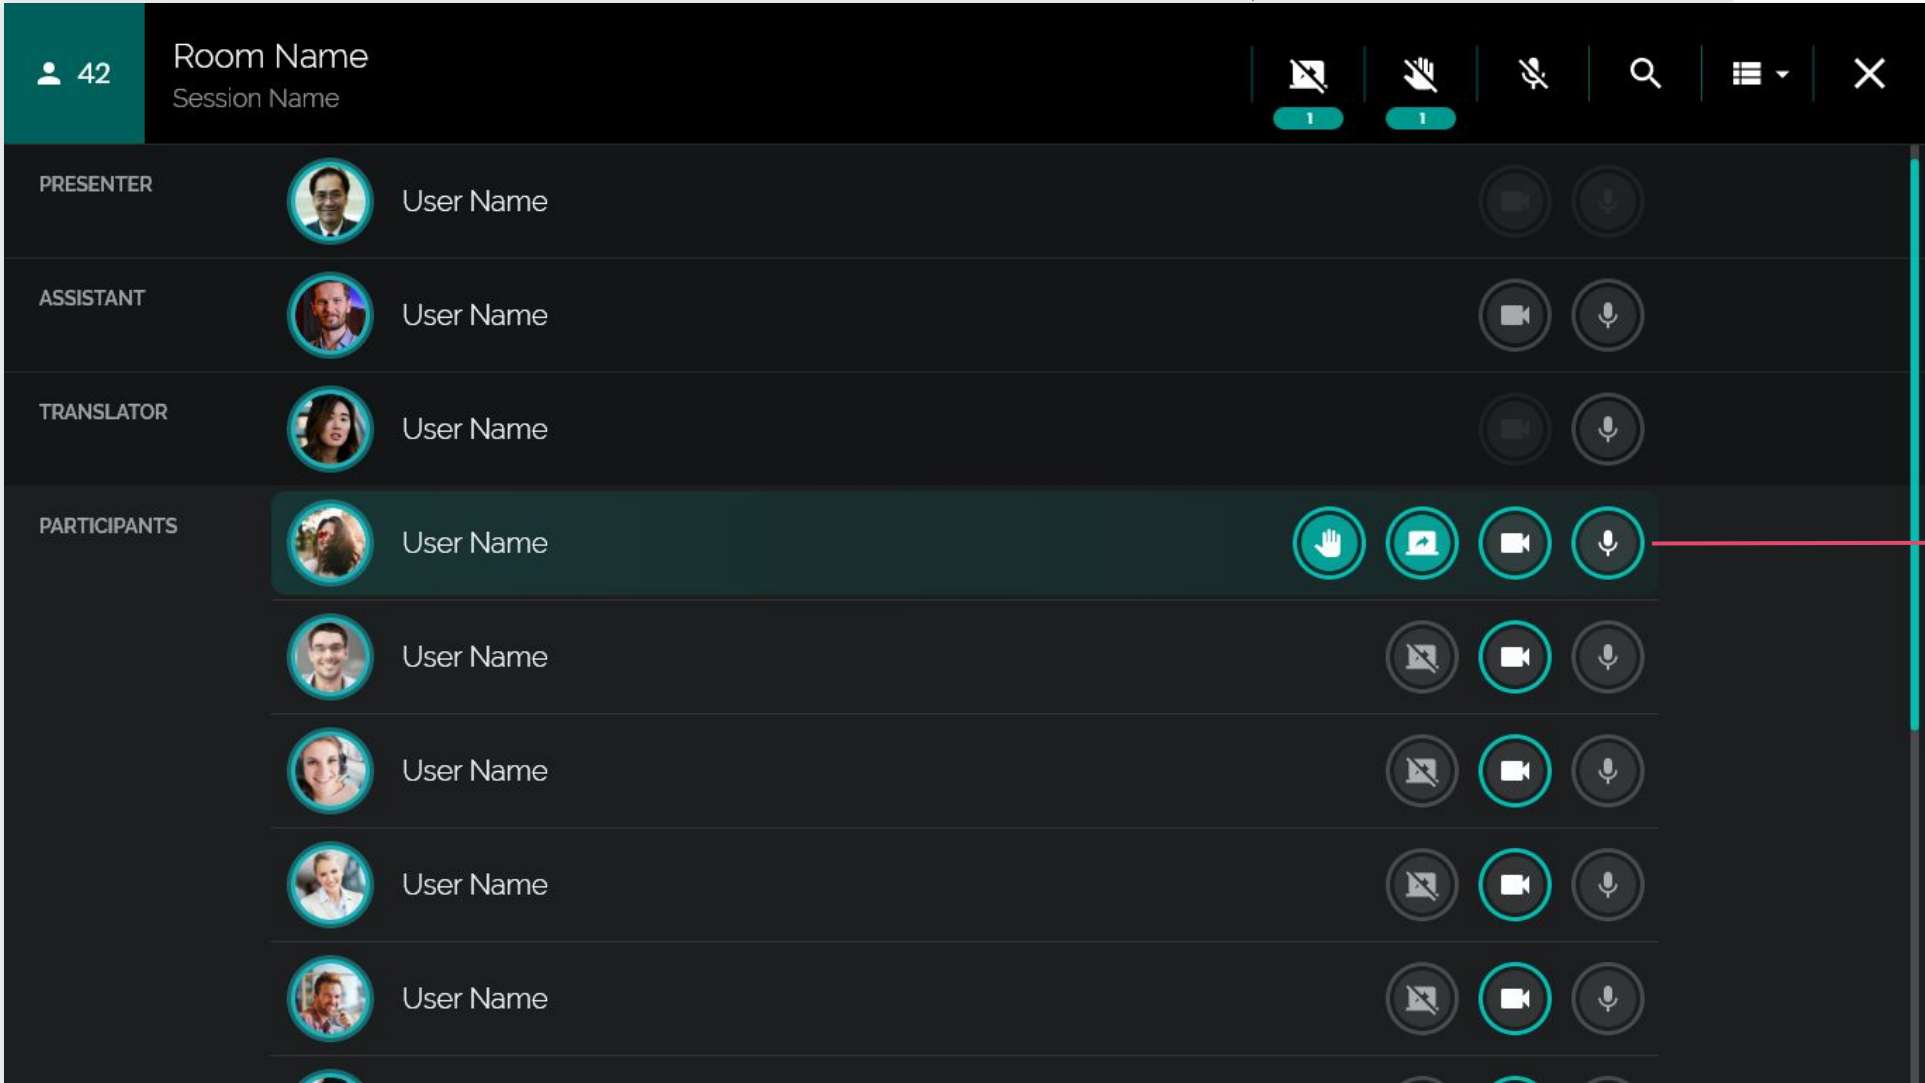 42
Room Name
Session Name
1
1
PRESENTER
User Name
ASSISTANT
User Name
TRANSLATOR
User Name
PARTICIPANTS
User Name
User Name
User Name
User Name
User Name